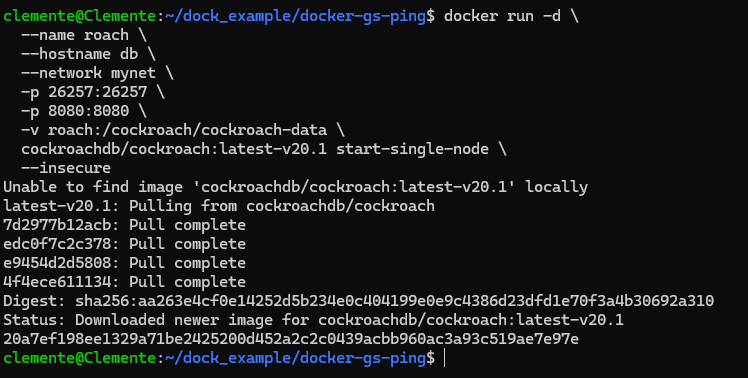 clemente@Clemente:~/dock_example/docker-gs-ping$ docker run -d \
--name roach \
--hostname db \
--network mynet \
-p 26257:26257 \
-p 8080:8080 \
-v roach:/cockroach/cockroach-data \
cockroachdb/cockroach:latest-v20.1 start-single-node \
--insecure
Unable to find image 'cockroachdb/cockroach:latest-v20.1' locally
latest-v20.1: Pulling from cockroachdb/cockroach
7d2977b12acb: Pull complete
edc0f7c2c378: Pull complete
e9454d2d5808: Pull complete
4f4ece611134: Pull complete
Digest: sha256:aa263e4cf0e14252d5b234e0c404199e0e9c4386d23dfd1e70f3a4b30692a310
Status: Downloaded newer image for cockroachdb/cockroach:latest-v20.1
20a7ef198ee1329a71be2425200d452a2c2c0439acbb960ac3a93c519ae7e97e
clemente@Clemente:~/dock_example/docker-gs-ping$